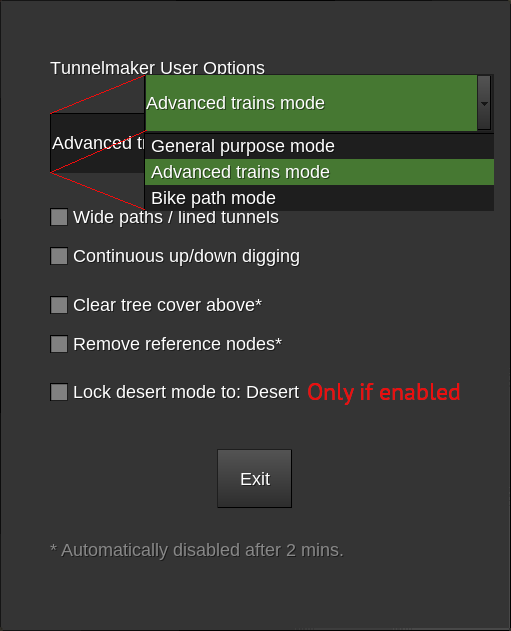 Tunnelmaker User Options
Advanced trains mode
Advanced tr
General purpose mode
Advanced trains mode
Bike path mode
Wide paths / lined tunnels
Continuous up/down digging
Clear tree cover above*
Remove reference nodes*
Lock desert mode to: Desert Only if enabled
Exit
* Automatically disabled after 2 mins.